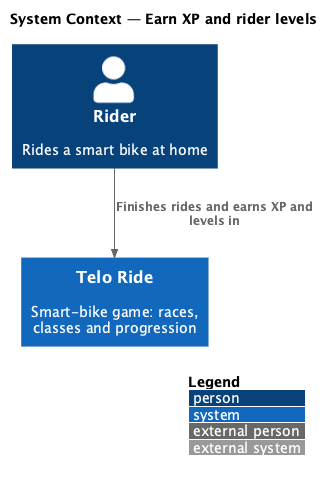 System Context — Earn XP and rider levels
Rider
Rides a smart bike at home
Finishes rides and earns XP and
levels in
Telo Ride
Smart-bike game: races,
classes and progression
Legend
person
system
external person
external system